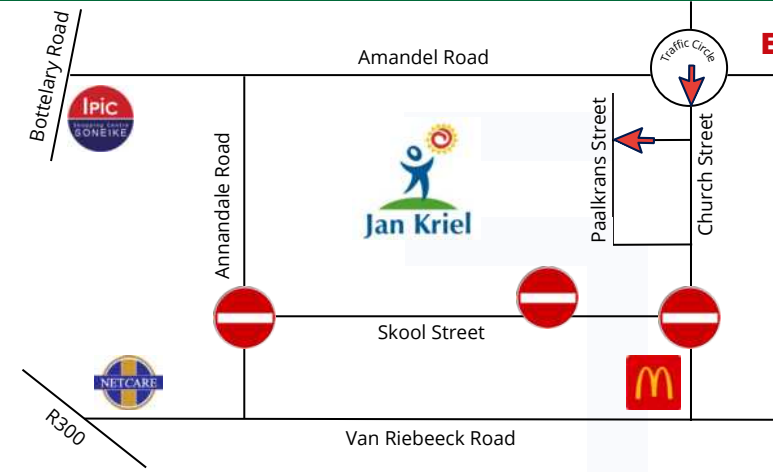 Bottelary Road
Amandel Road
Traffic Circle
E
IPiC
Shopping Centre
SONEIKE
Annandale Road
Jan Kriel
Paalkrans Street
Church Street
Skool Street
NETCARE
R300
Van Riebeeck Road